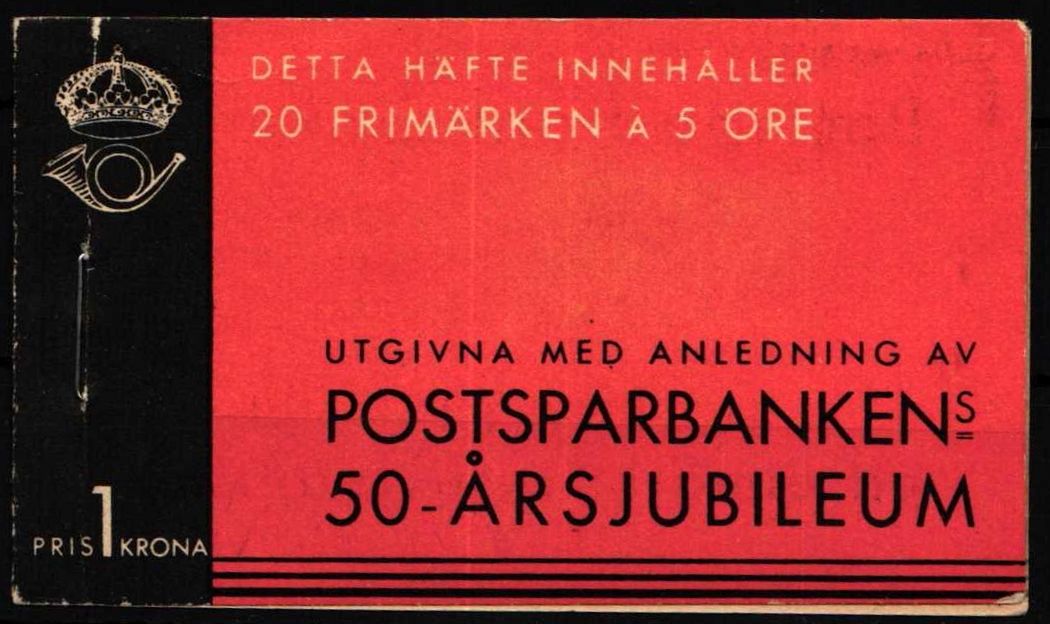 DETTA HÄFTE INNEHÅLLER
20 FRIMÄRKEN À 5 ÖRE
UTGIVNA MED ANLEDNING AV
POSTSPARBANKENS
50-ÅRSJUBILEUM
PRIS 1 KRONA